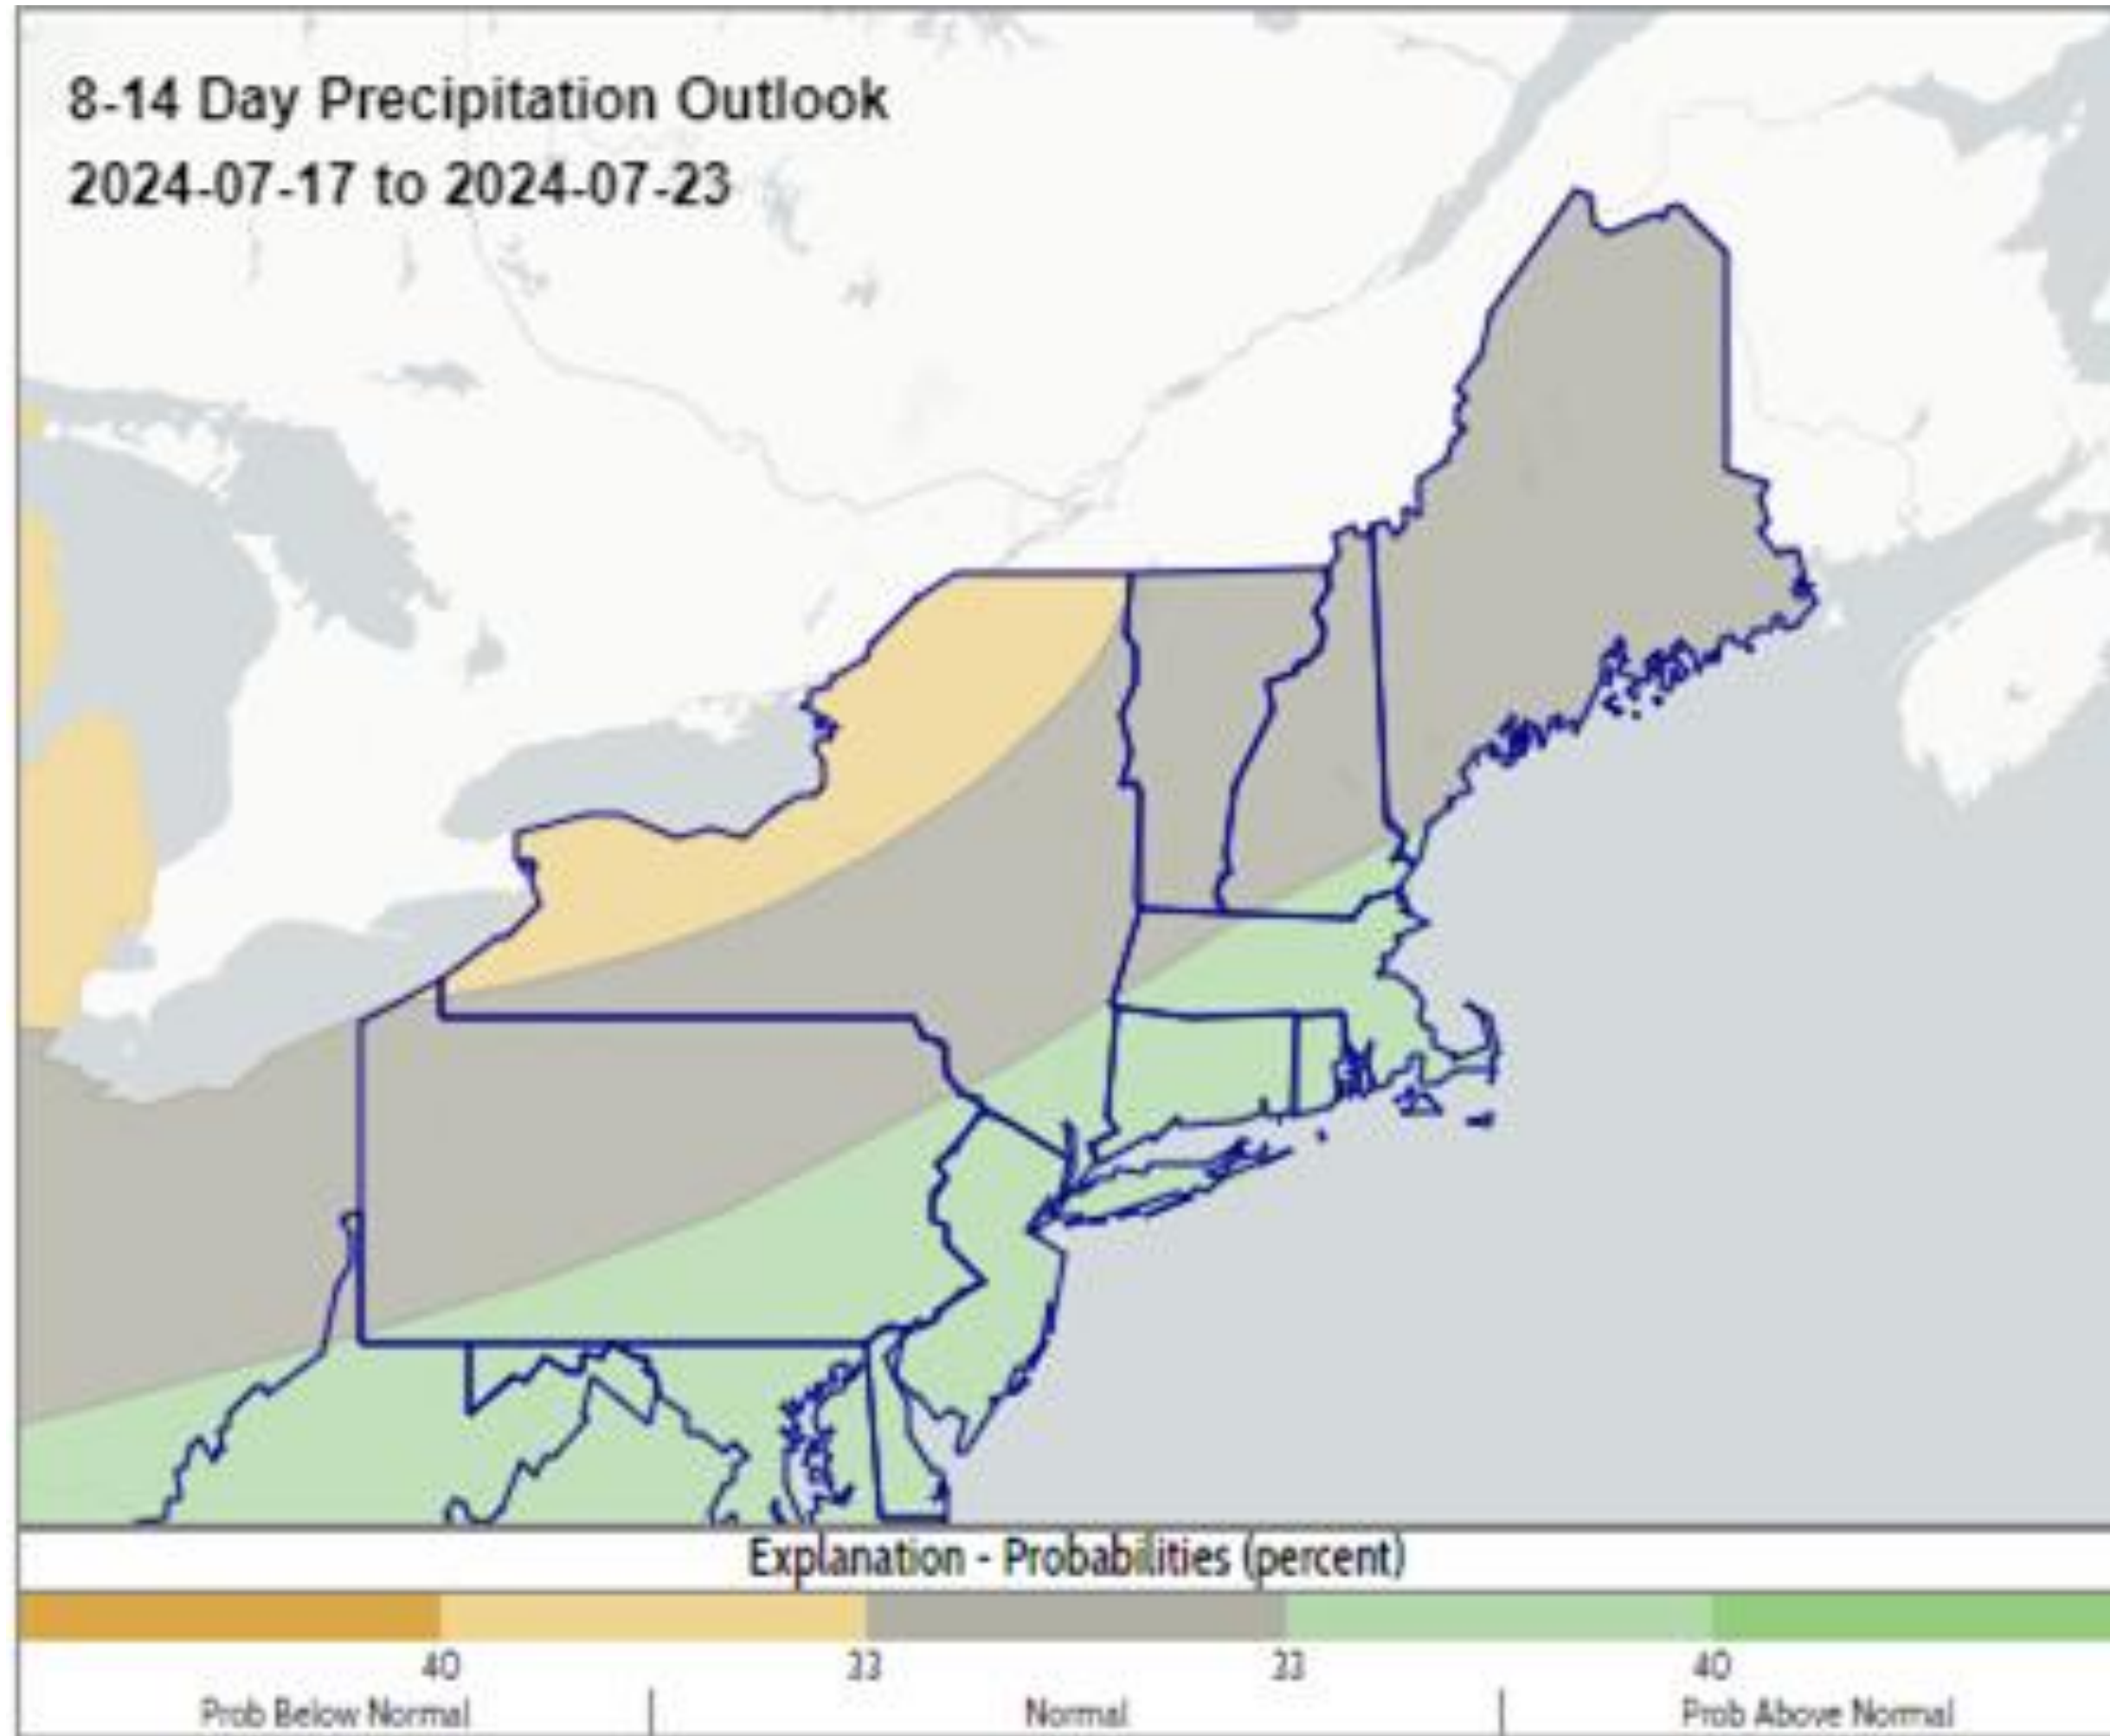 8-14 Day Precipitation Outlook
2024-07-17 to 2024-07-23
Explanation - Probabilities (percent)
40 33 33 40
Prob Below Normal | Normal | Prob Above Normal